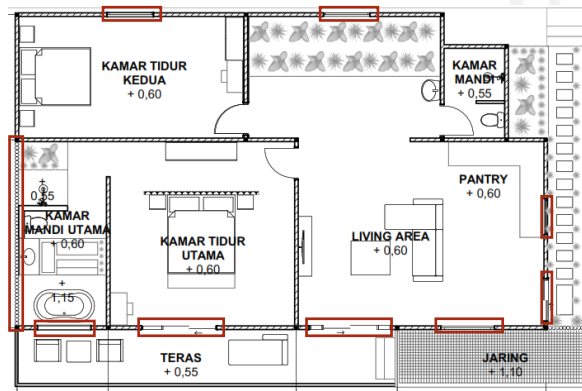 KAMAR TIDUR
KEDUA
+ 0,60
KAMAR
MANDI
+ 0,55
+
0,55
KAMAR
MANDI UTAMA
+ 0,60
+
1,15
KAMAR TIDUR
UTAMA
+ 0,60
LIVING AREA
+ 0,60
PANTRY
+ 0,60
TERAS
+ 0,55
JARING
+ 1,10